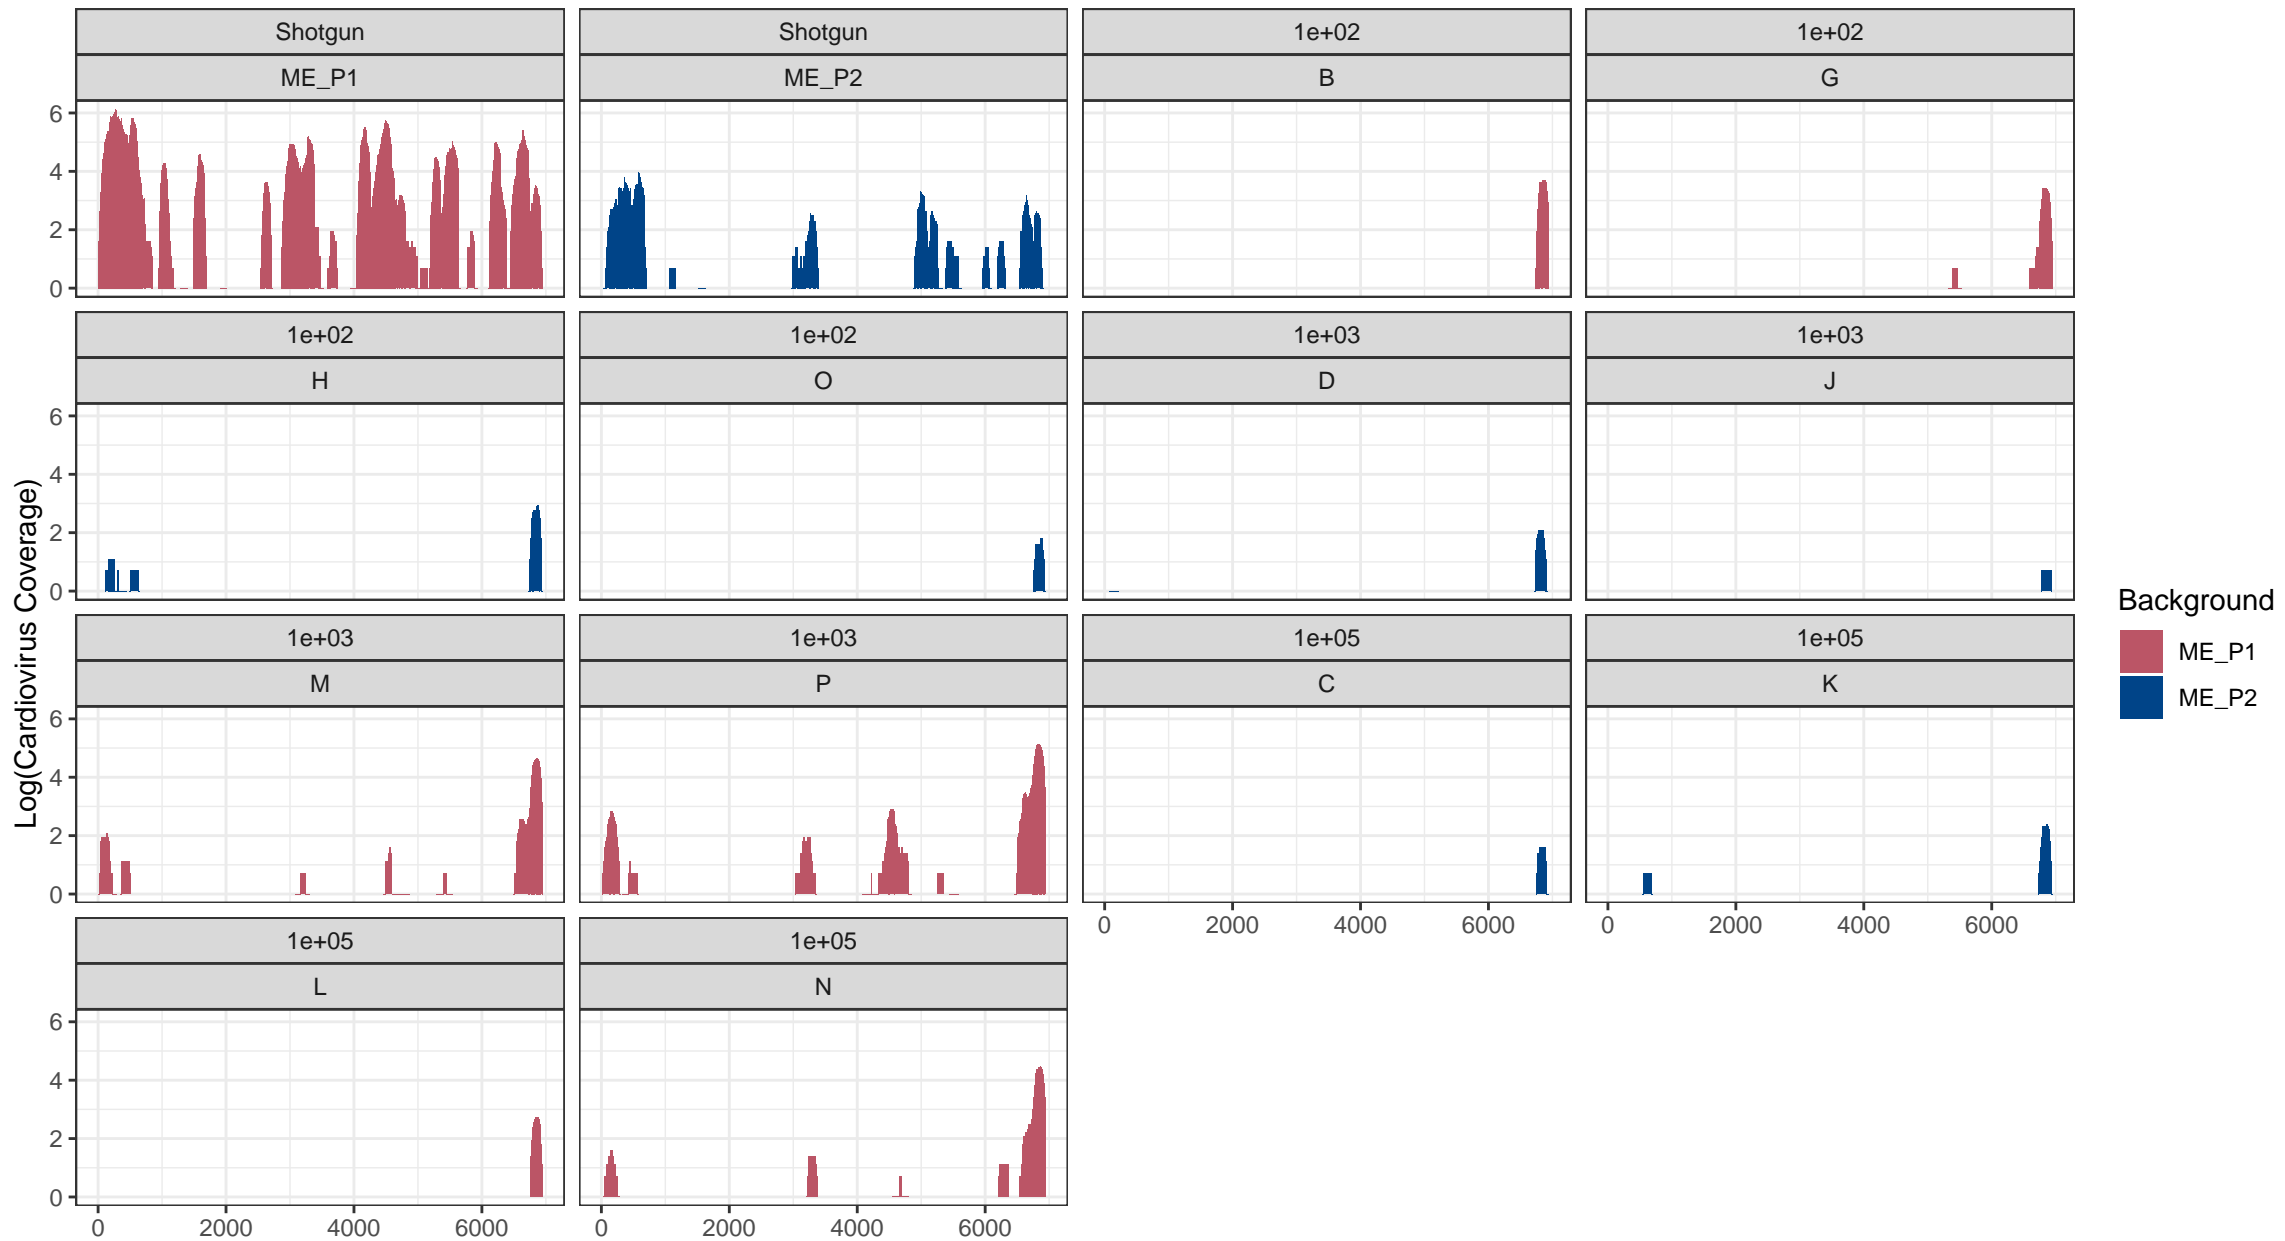 Shotgun Shotgun 1e+02 1e+02
ME_P1 ME_P2 B G
6
4
2
0
1e+02 1e+02 1e+03 1e+03
H O D J
6
4
2
0
Log(Cardiovirus Coverage)
Background
ME_P1
ME_P2
1e+03 1e+03 1e+05 1e+05
M P C K
6
4
2
0
0 2000 4000 6000 0 2000 4000 6000
1e+05 1e+05
L N
6
4
2
0
0 2000 4000 6000 0 2000 4000 6000